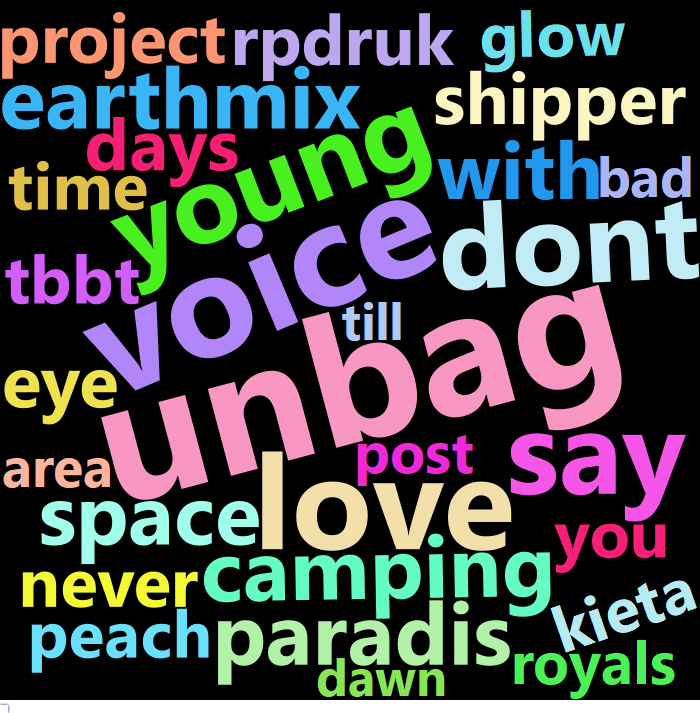 project rpdruk glow
earthmix shipper
days young with bad
time
voice dont
tbbt
till
unbag
eye
post say
area
love
space
you
camping
never
kieta
peach paradis
royals
dawn